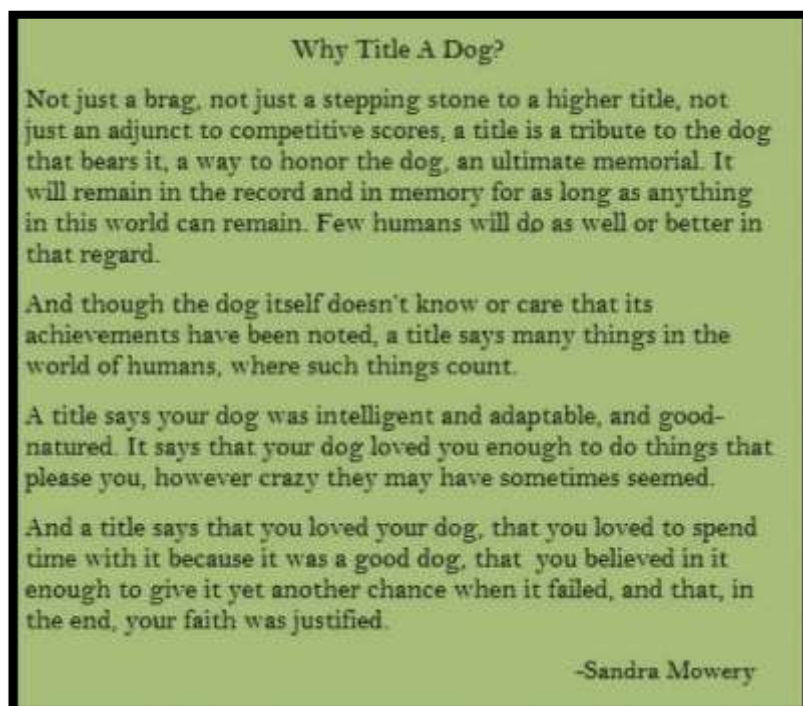 Why Title A Dog?
Not just a brag, not just a stepping stone to a higher title, not
just an adjunct to competitive scores, a title is a tribute to the dog
that bears it, a way to honor the dog, an ultimate memorial. It
will remain in the record and in memory for as long as anything
in this world can remain. Few humans will do as well or better in
that regard.
And though the dog itself doesn't know or care that its
achievements have been noted, a title says many things in the
world of humans, where such things count.
A title says your dog was intelligent and adaptable, and good-
natured. It says that your dog loved you enough to do things that
please you, however crazy they may have sometimes seemed.
And a title says that you loved your dog, that you loved to spend
time with it because it was a good dog, that you believed in it
enough to give it yet another chance when it failed, and that, in
the end, your faith was justified.
-Sandra Mowery